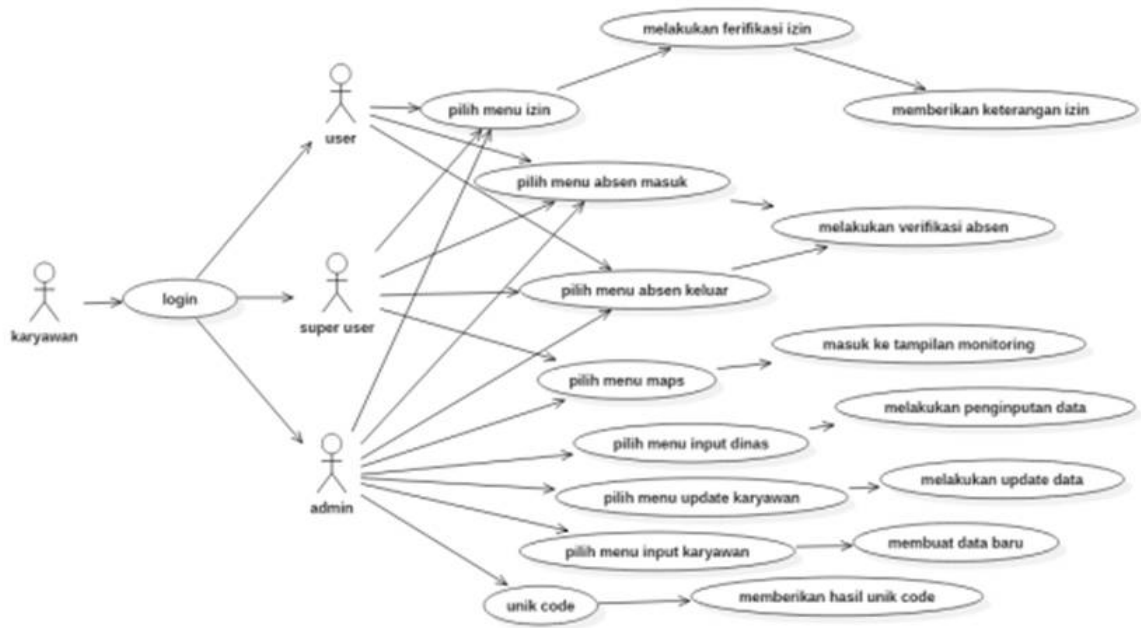 melakukan ferifikasi izin
pilih menu izin
memberikan keterangan izin
user
pilih menu absen masuk
melakukan verifikasi absen
login
super user
pilih menu absen keluar
karyawan
masuk ke tampilan monitoring
pilih menu maps
melakukan penginputan data
pilih menu input dinas
melakukan update data
pilih menu update karyawan
admin
membuat data baru
pilih menu input karyawan
memberikan hasil unik code
unik code